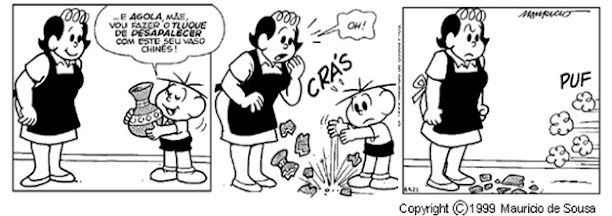 ...E AGOLA, MÃE,
VOU FAZER O TLUQUE
DE DESAPALECER
COM ESTE SEU VASO
CHINÊS!
OH!
CRÁS
MAURICIO
PUF
6321
Copyright ©1999 Mauricio de Sousa